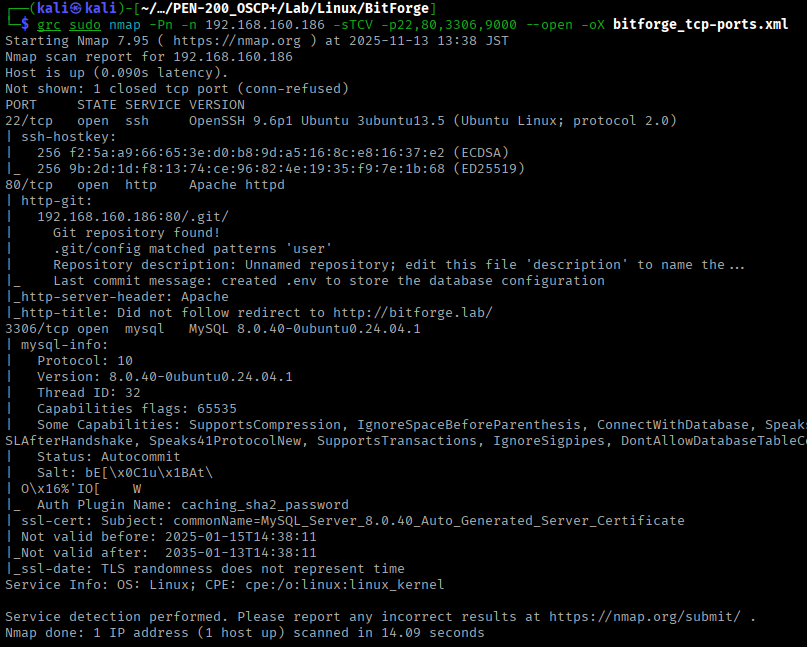 ┌──(kali㉿kali)-[~/…/PEN-200_OSCP+/Lab/Linux/BitForge]
└─$ grc sudo nmap -Pn -n 192.168.160.186 -sTCV -p22,80,3306,9000 --open -oX bitforge_tcp-ports.xml
Starting Nmap 7.95 ( https://nmap.org ) at 2025-11-13 13:38 JST
Nmap scan report for 192.168.160.186
Host is up (0.090s latency).
Not shown: 1 closed tcp port (conn-refused)
PORT     STATE SERVICE VERSION
22/tcp   open  ssh     OpenSSH 9.6p1 Ubuntu 3ubuntu13.5 (Ubuntu Linux; protocol 2.0)
| ssh-hostkey:
|   256 f2:5a:a9:66:65:3e:d0:b8:9d:a5:16:8c:e8:16:37:e2 (ECDSA)
|_  256 9b:2d:1d:f8:13:74:ce:96:82:4e:19:35:f9:7e:1b:68 (ED25519)
80/tcp   open  http    Apache httpd
| http-git:
|   192.168.160.186:80/.git/
|     Git repository found!
|     .git/config matched patterns 'user'
|     Repository description: Unnamed repository; edit this file 'description' to name the...
|_    Last commit message: created .env to store the database configuration
|_http-server-header: Apache
|_http-title: Did not follow redirect to http://bitforge.lab/
3306/tcp open  mysql   MySQL 8.0.40-0ubuntu0.24.04.1
| mysql-info:
|   Protocol: 10
|   Version: 8.0.40-0ubuntu0.24.04.1
|   Thread ID: 32
|   Capabilities flags: 65535
|   Some Capabilities: SupportsCompression, IgnoreSpaceBeforeParenthesis, ConnectWithDatabase, Speaks
SLAfterHandshake, Speaks41ProtocolNew, SupportsTransactions, IgnoreSigpipes, DontAllowDatabaseTableCo
|   Status: Autocommit
|   Salt: bE[\x0C1u\x1BAt\
| O\x16%'IO[    W
|_  Auth Plugin Name: caching_sha2_password
| ssl-cert: Subject: commonName=MySQL_Server_8.0.40_Auto_Generated_Server_Certificate
| Not valid before: 2025-01-15T14:38:11
|_Not valid after:  2035-01-13T14:38:11
|_ssl-date: TLS randomness does not represent time
Service Info: OS: Linux; CPE: cpe:/o:linux:linux_kernel

Service detection performed. Please report any incorrect results at https://nmap.org/submit/ .
Nmap done: 1 IP address (1 host up) scanned in 14.09 seconds